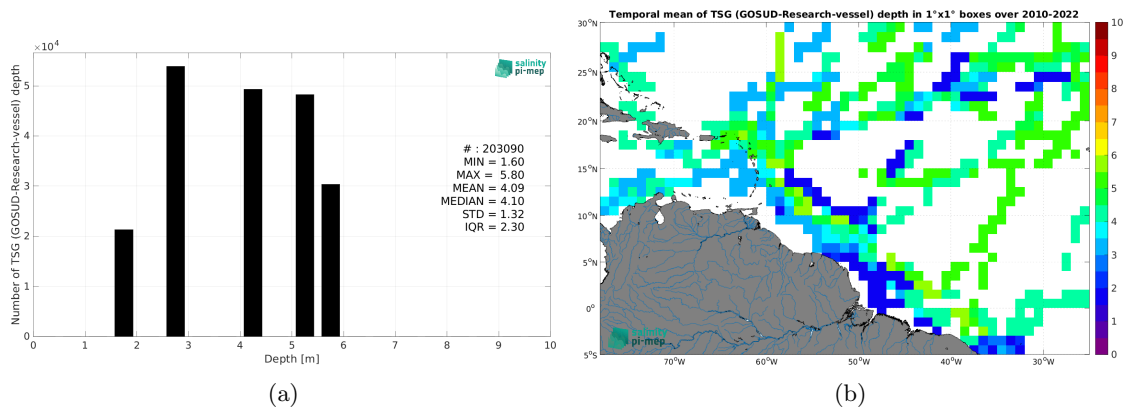 ×10⁴
5
4
3
2
1
0
Number of TSG (GOSUD-Research-vessel) depth
0 1 2 3 4 5 6 7 8 9 10
Depth [m]
salinity
pi-mep
# : 203090
MIN = 1.60
MAX = 5.80
MEAN = 4.09
MEDIAN = 4.10
STD = 1.32
IQR = 2.30
(a)
Temporal mean of TSG (GOSUD-Research-vessel) depth in 1°x1° boxes over 2010-2022
30°N
25°N
20°N
15°N
10°N
5°N
0°
5°S
70°W 60°W 50°W 40°W 30°W
salinity
pi-mep
10
9
8
7
6
5
4
3
2
1
0
(b)